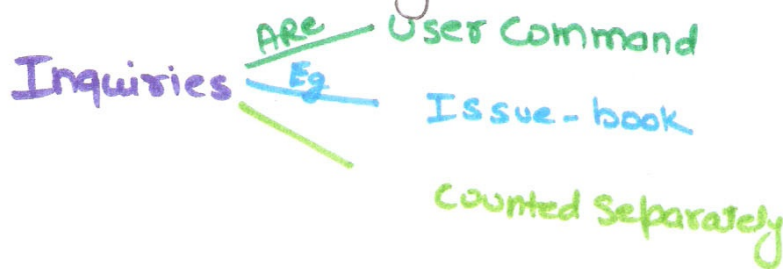 ARE User Command
Inquiries
Eg
Issue-book
Counted Separately